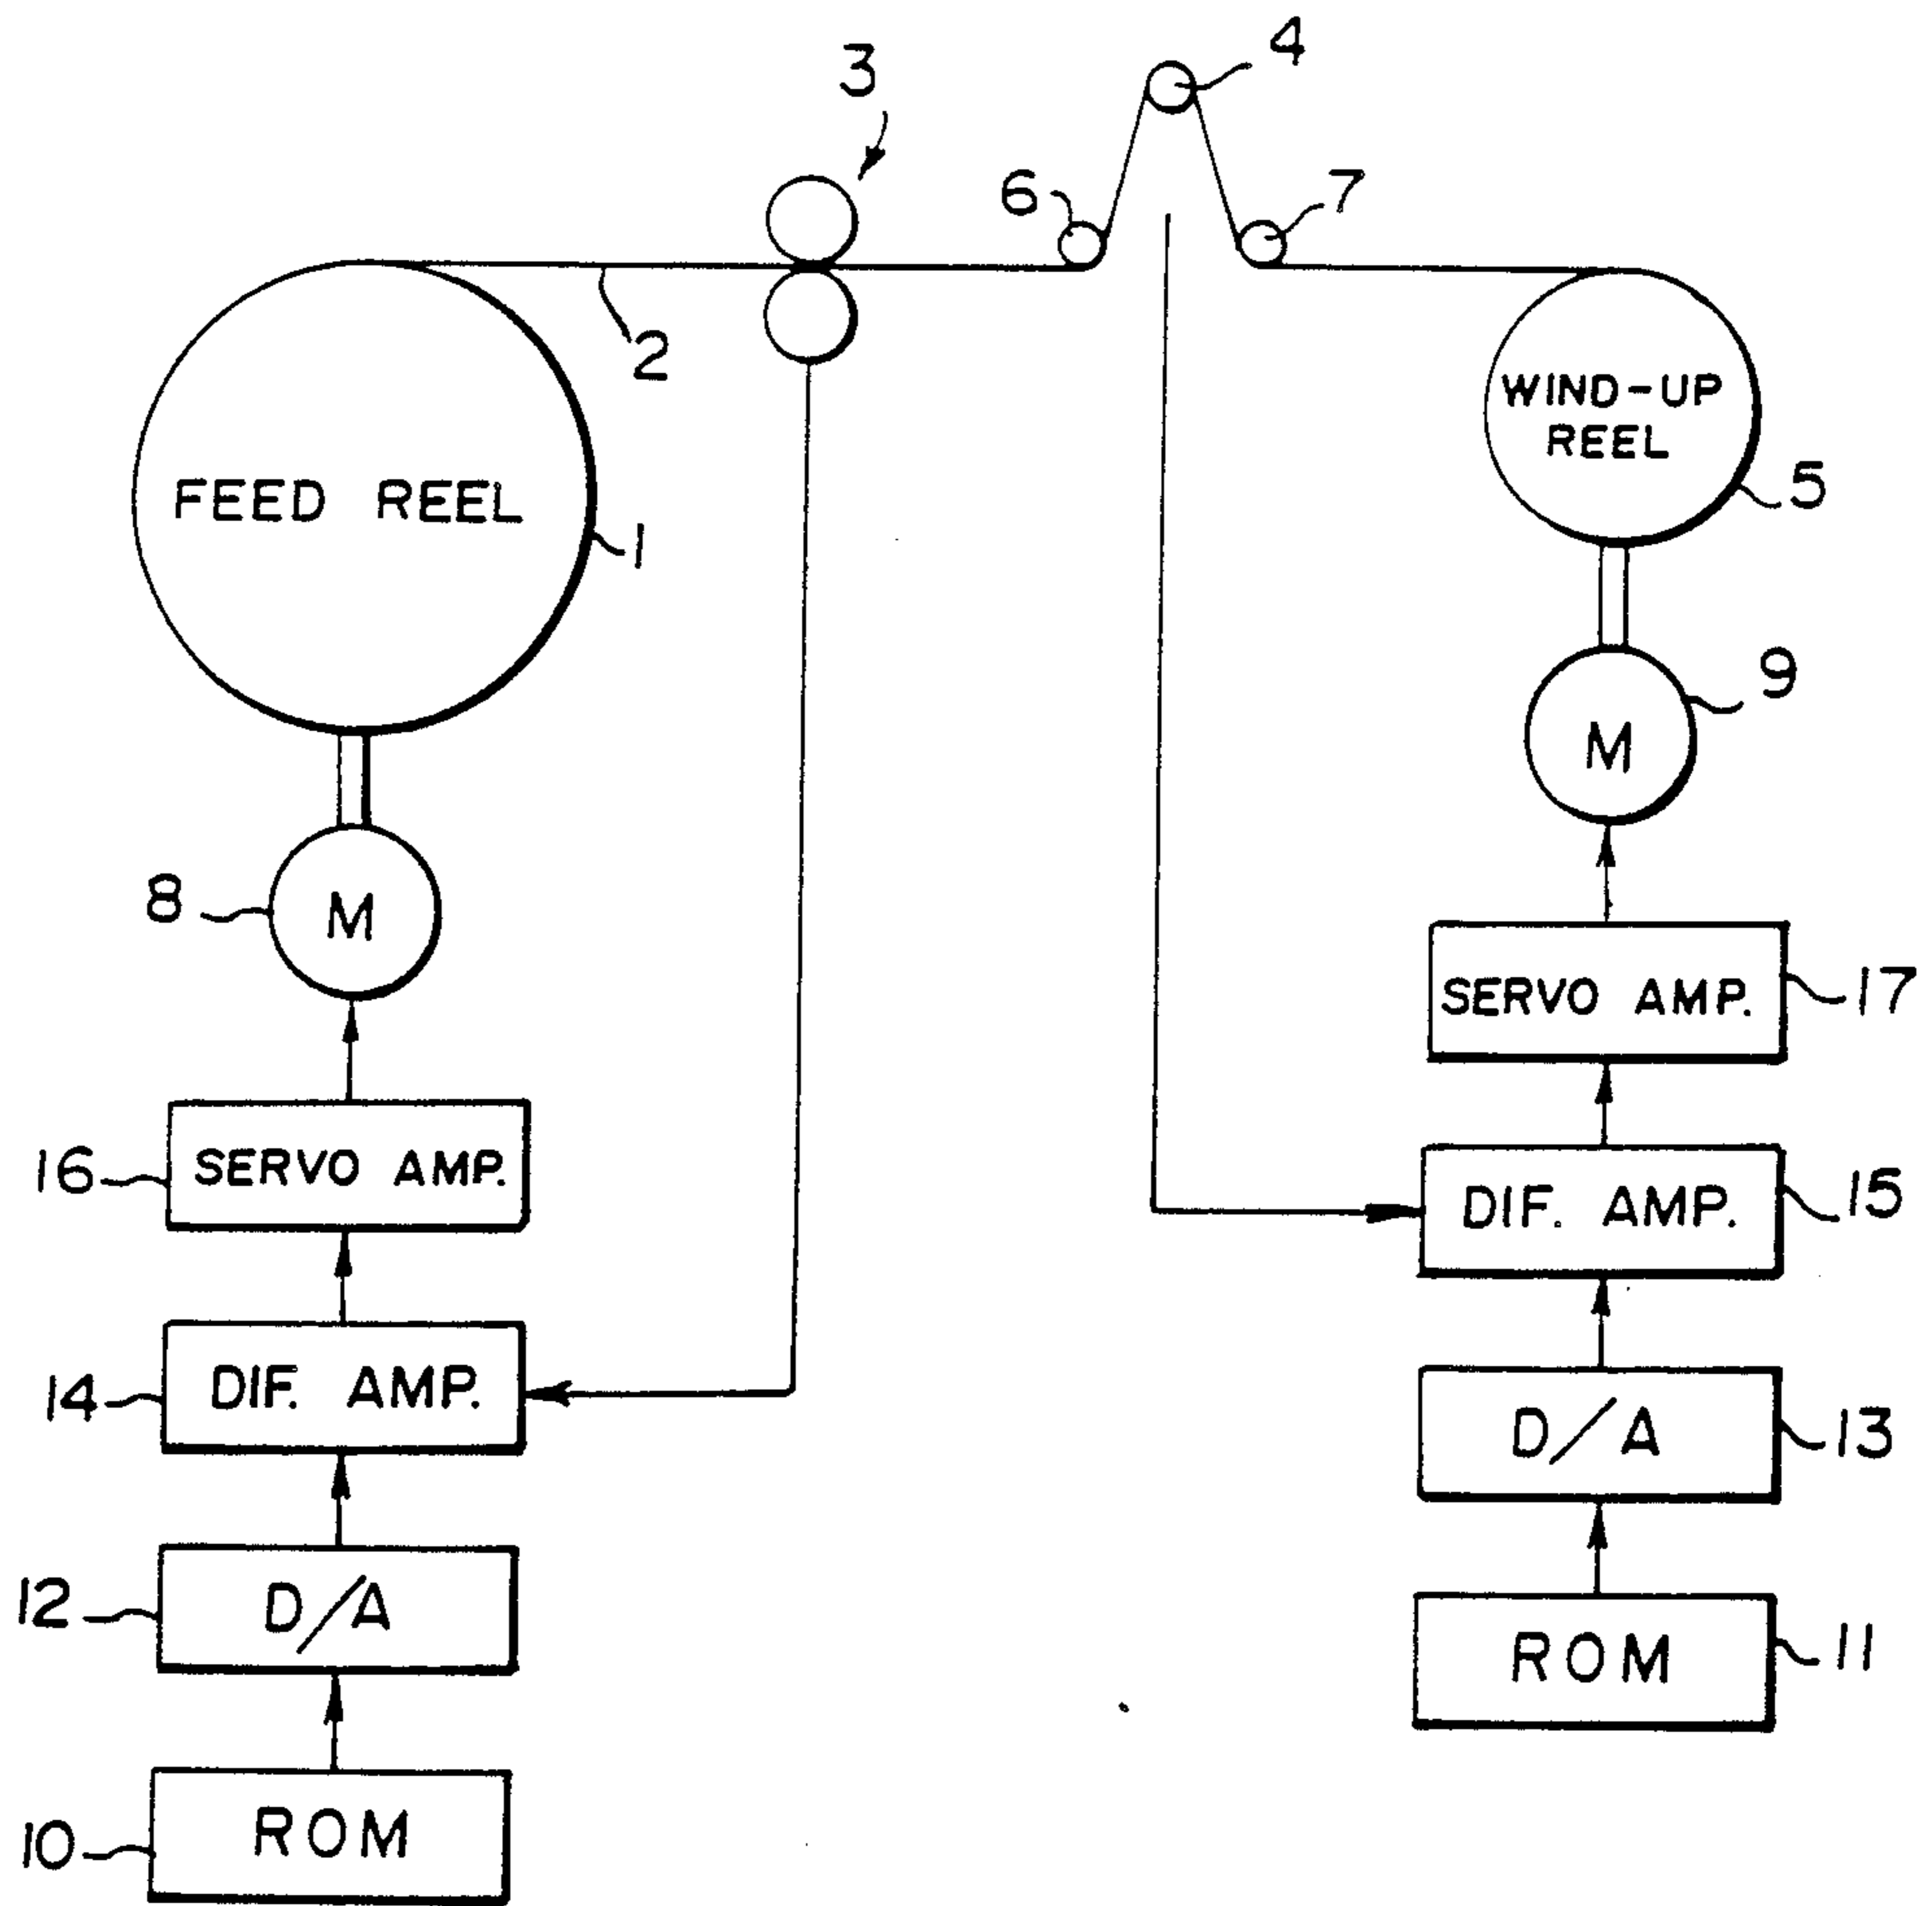 3
4
6
7
2
FEED REEL
1
WIND-UP
REEL
5
M
8
M
9
SERVO AMP.
16
SERVO AMP.
17
DIF. AMP.
14
DIF. AMP.
15
D/A
12
D/A
13
ROM
10
ROM
11